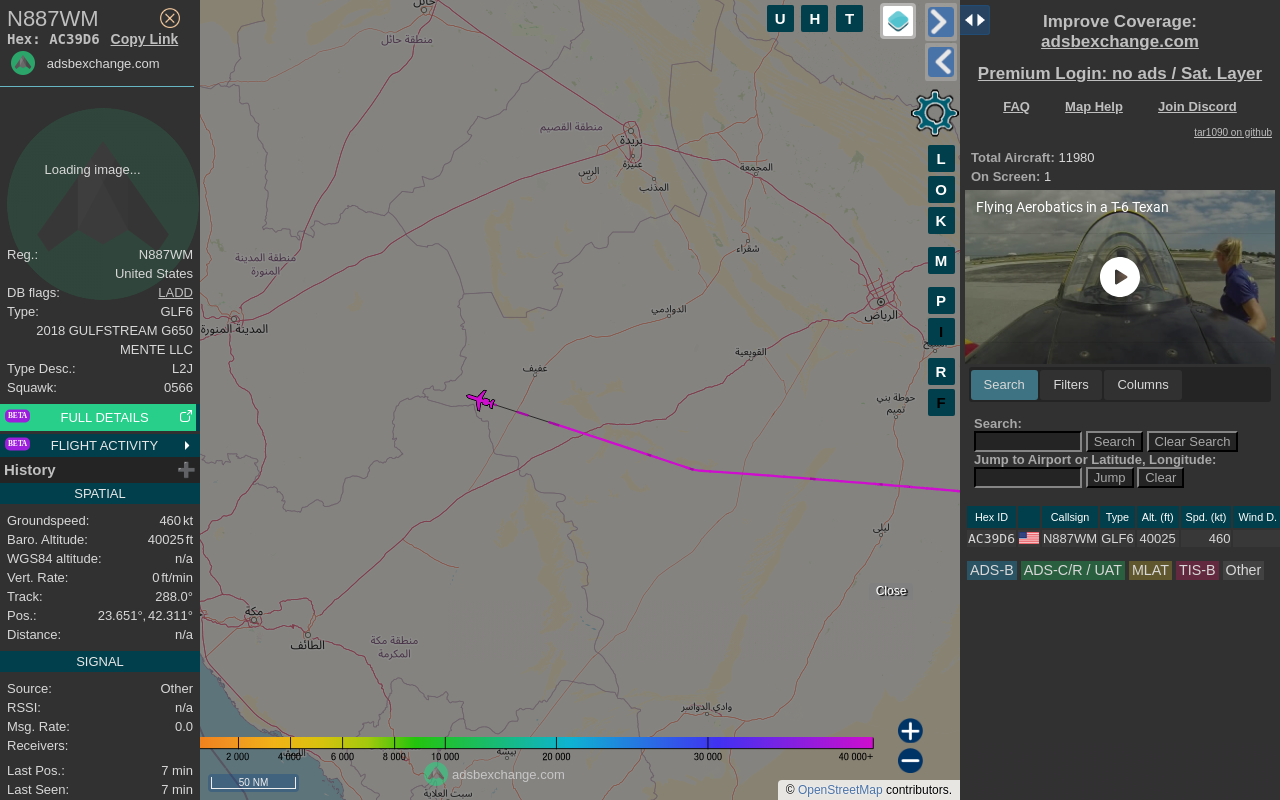 N887WM
Hex: AC39D6 Copy Link
adsbexchange.com
Loading image...
Reg.: N887WM
United States
DB flags: LADD
Type: GLF6
2018 GULFSTREAM G650
MENTE LLC
Type Desc.: L2J
Squawk: 0566
BETA FULL DETAILS
BETA FLIGHT ACTIVITY
History
SPATIAL
Groundspeed: 460 kt
Baro. Altitude: 40025 ft
WGS84 altitude: n/a
Vert. Rate: 0 ft/min
Track: 288.0°
Pos.: 23.651°, 42.311°
Distance: n/a
SIGNAL
Source: Other
RSSI: n/a
Msg. Rate: 0.0
Receivers:
Last Pos.: 7 min
Last Seen: 7 min
حائل
منطقة حائل
منطقة القصيم
بريدة
عنيزة
الرس
المذنب
المجمعة
شقراء
منطقة المدينة
المنورة
المدينة المنورة
الدوادمي
الرياض
القويعية
عفيف
حوطة بني
تميم
ليلى
مكة
الطائف
منطقة مكة
المكرمة
وادي الدواسر
بيشة
سبت العلاية
U H T
L
O
K
M
P
I
R
F
Close
2 000 4 000 6 000 8 000 10 000 20 000 30 000 40 000+
50 NM
adsbexchange.com
© OpenStreetMap contributors.
Improve Coverage:
adsbexchange.com
Premium Login: no ads / Sat. Layer
FAQ Map Help Join Discord
tar1090 on github
Total Aircraft: 11980
On Screen: 1
Flying Aerobatics in a T-6 Texan
Search Filters Columns
Search:
Search Clear Search
Jump to Airport or Latitude, Longitude:
Jump Clear
Hex ID Callsign Type Alt. (ft) Spd. (kt) Wind D.
AC39D6 N887WM GLF6 40025 460
ADS-B ADS-C/R / UAT MLAT TIS-B Other